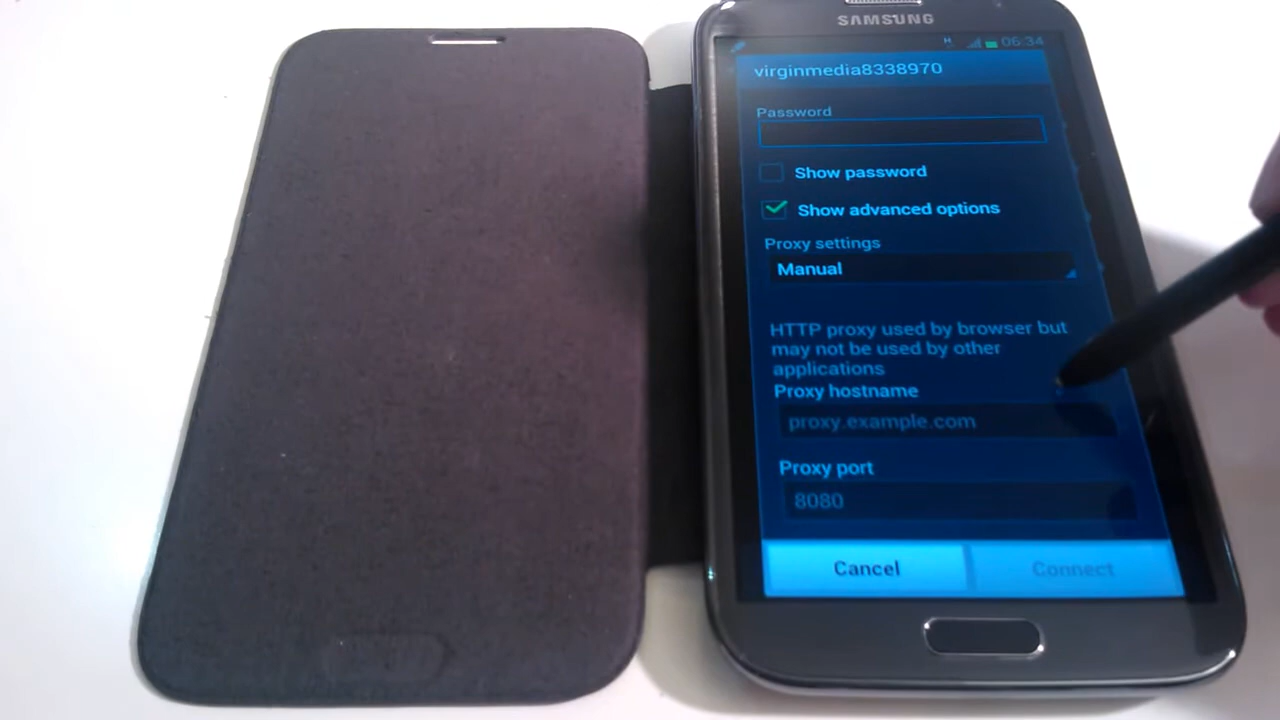 SAMSUNG
H
06:34
virginmedia8338970
Password
Show password
Show advanced options
Proxy settings
Manual
HTTP proxy used by browser but
may not be used by other
applications
Proxy hostname
proxy.example.com
Proxy port
8080
Cancel
Connect